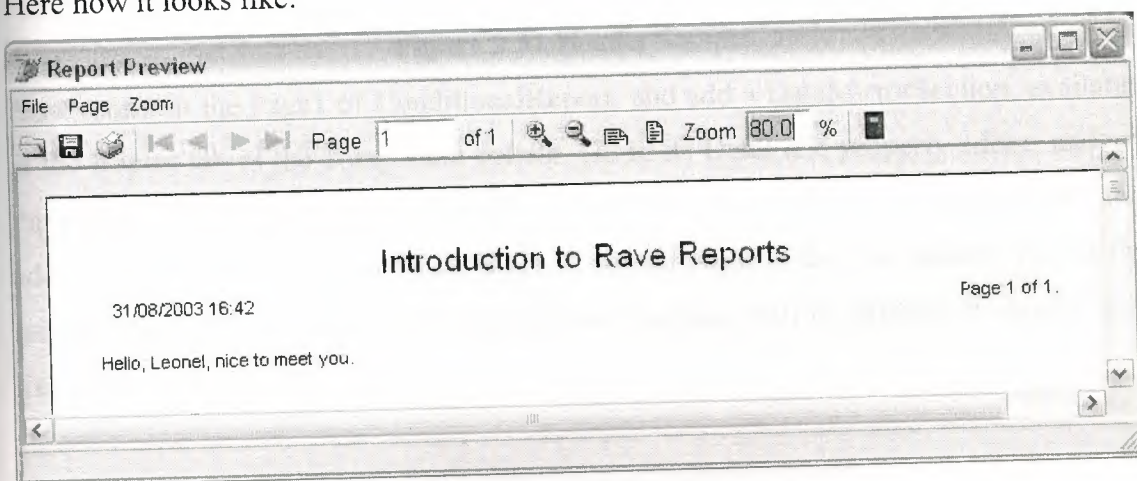 Here how it looks like:
Report Preview
File Page Zoom
Page 1 of 1 Zoom 80.0 %
Introduction to Rave Reports
Page 1 of 1.
31/08/2003 16:42
Hello, Leonel, nice to meet you.